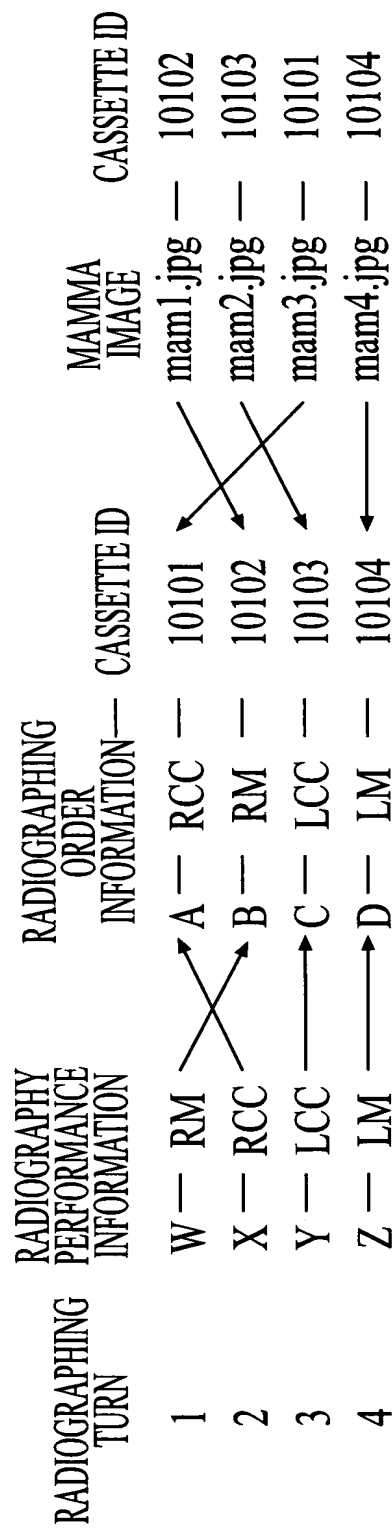 RADIOGRAPHING
TURN
RADIOGRAPHY
PERFORMANCE
INFORMATION
RADIOGRAPHING
ORDER
INFORMATION — CASSETTE ID
MAMMA
IMAGE
CASSETTE ID
1 W — RM A — RCC — 10101 mam1.jpg — 10102
2 X — RCC B — RM — 10102 mam2.jpg — 10103
3 Y — LCC C — LCC — 10103 mam3.jpg — 10101
4 Z — LM D — LM — 10104 mam4.jpg — 10104